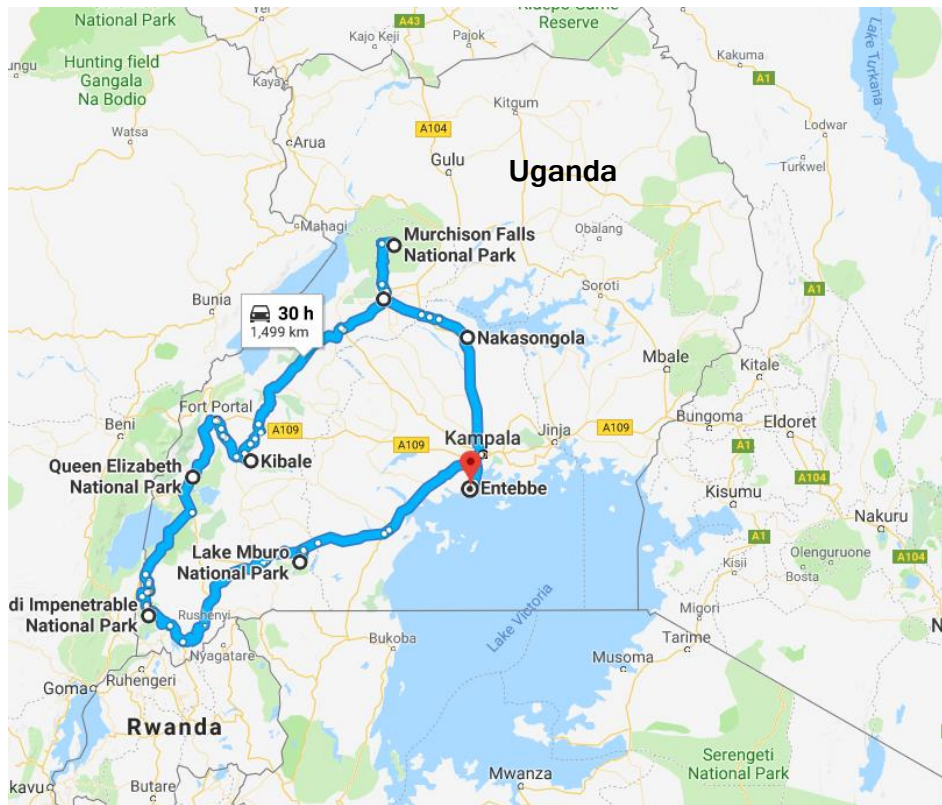 National Park
Yei
A43
Kajo Keji
Pajok
Reserve
Kakuma
A1
Lake Turkana
Hunting field
Gangala
Na Bodio
Kaya
Kitgum
Watsa
Arua
A104
Gulu
Lodwar
Turkwel
Uganda
Mahagi
Murchison Falls
National Park
Obalang
Bunia
Soroti
A1
30 h
1,499 km
Nakasongola
Mbale
Kitale
Fort Portal
Beni
A109
Kibale
A109
Kampala
Jinja
A109
Bungoma
Eldoret
A1
Queen Elizabeth
National Park
Entebbe
Kisumu
A104
Nakuru
Lake Mburo
National Park
A1
Kisii
Olenguruone
Bosta
A104
di Impenetrable
National Park
Rushenyi
Nyagatare
Lake Victoria
Migori
Bukoba
Tarime
Musoma
N
Goma
Ruhengeri
Rwanda
Serengeti
National Park
kavu
Butare
Mwanza